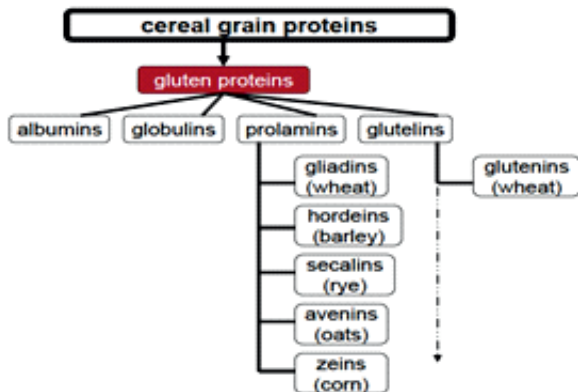 cereal grain proteins
gluten proteins
albumins
globulins
prolamins
glutelins
gliadins
(wheat)
glutenins
(wheat)
hordeins
(barley)
secalins
(rye)
avenins
(oats)
zeins
(corn)